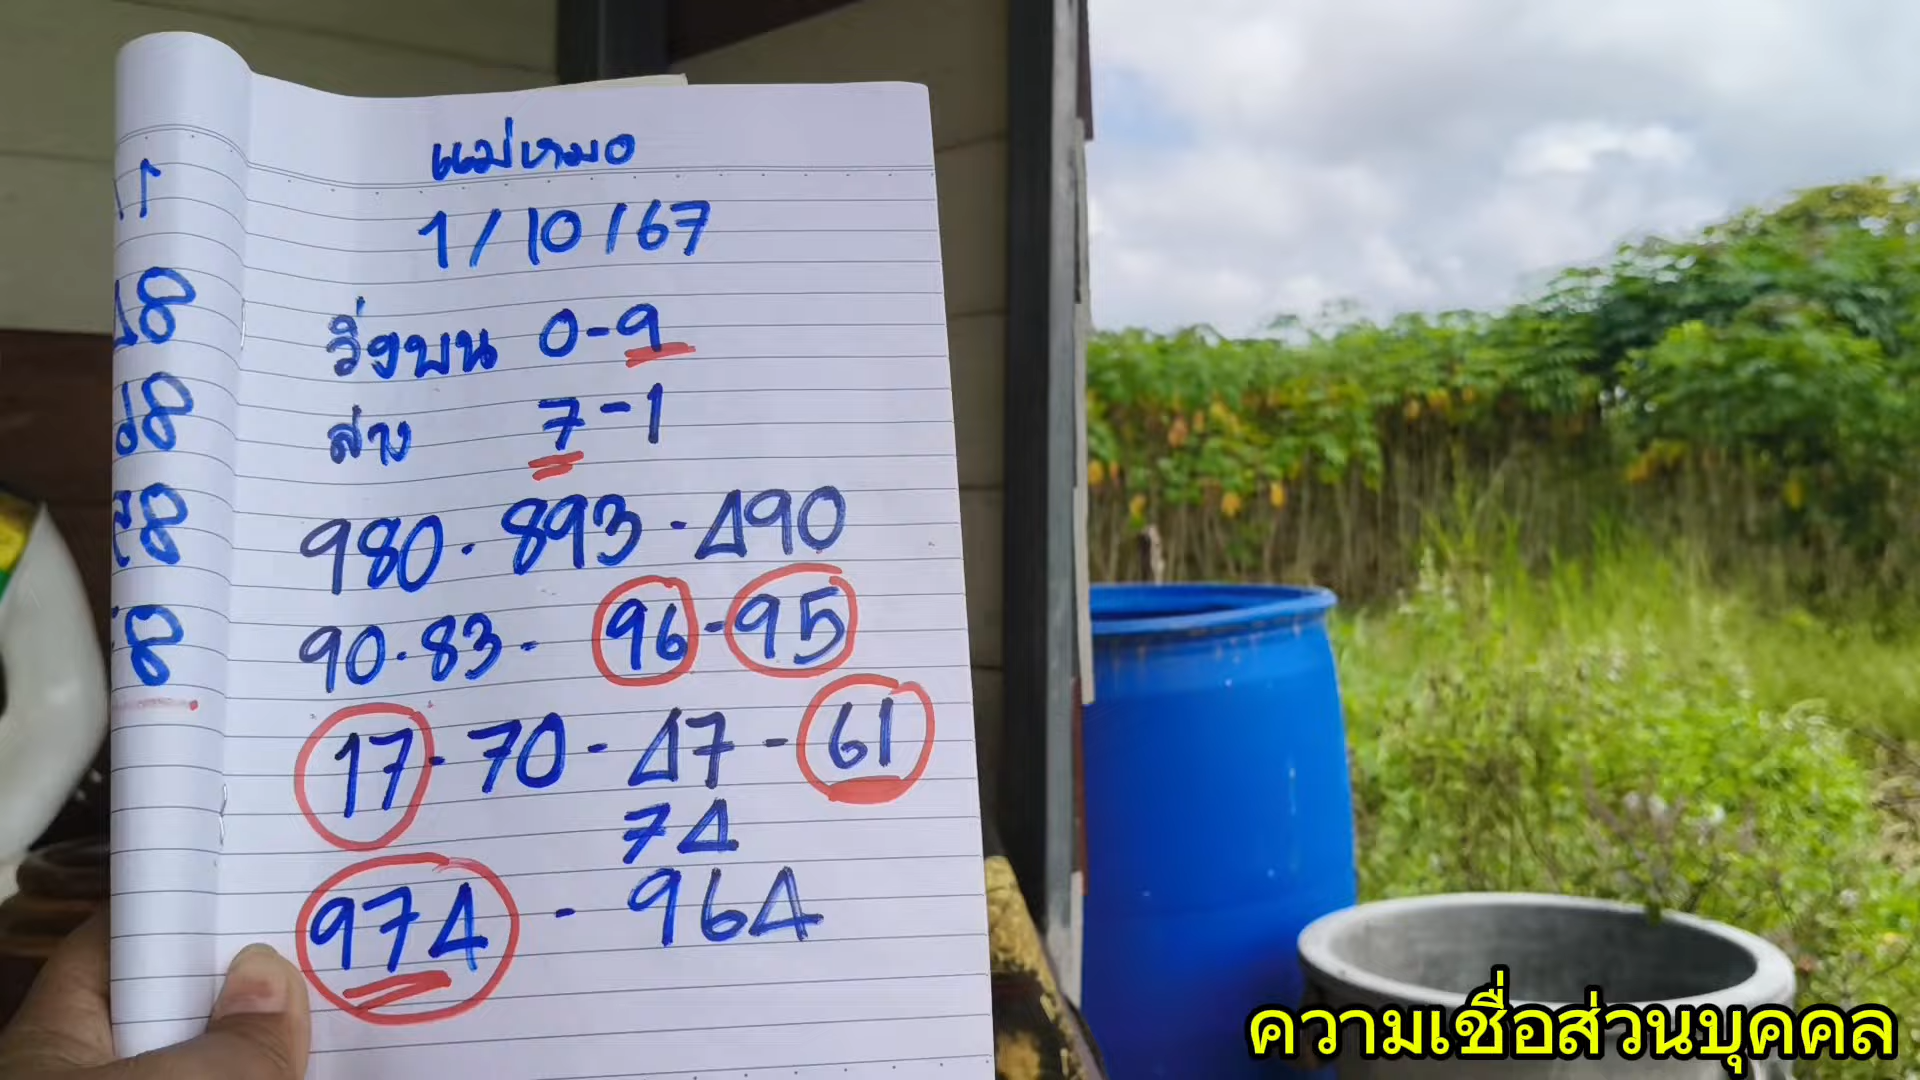 แม่หมอ
1/10/67
วิ่งบน 0-9
ล่าง 7-1
980 - 893 - 490
90 - 83 - 96 - 95
17 - 70 - 47 - 61
74
974 - 964
ความเชื่อส่วนบุคคล